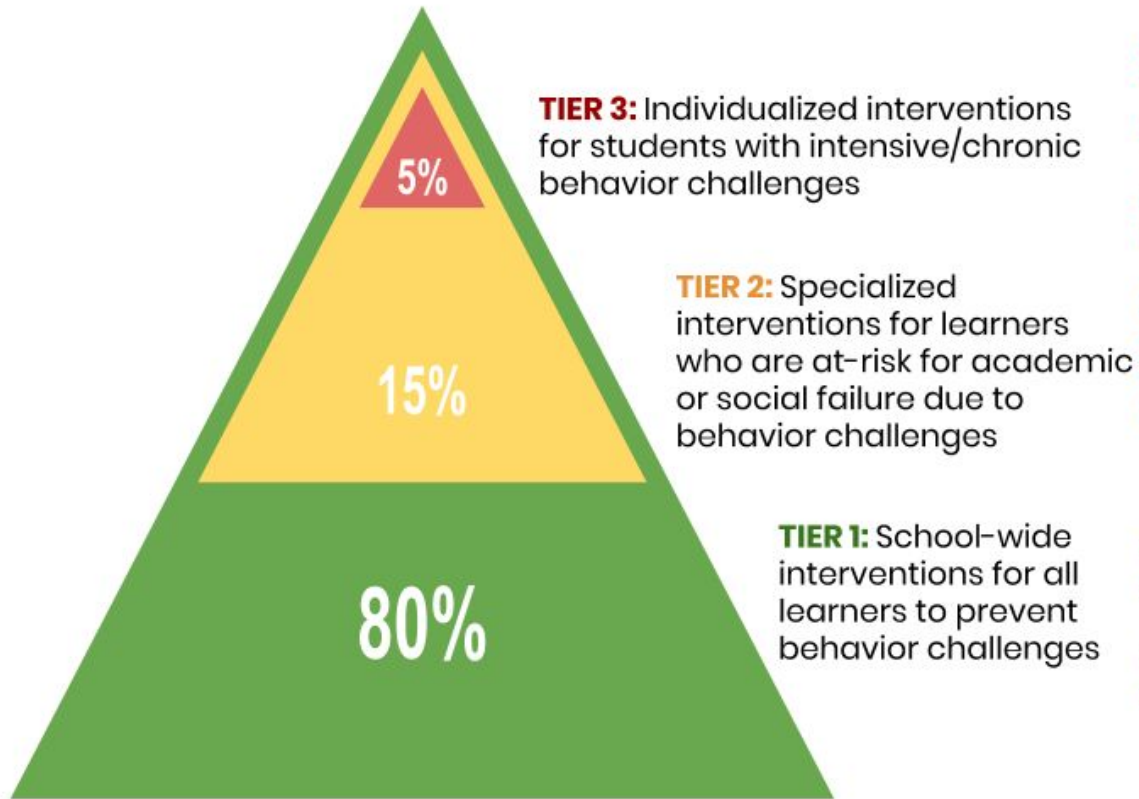 TIER 3: Individualized interventions
for students with intensive/chronic
behavior challenges
5%
TIER 2: Specialized
interventions for learners
who are at-risk for academic
or social failure due to
behavior challenges
15%
TIER 1: School-wide
interventions for all
learners to prevent
behavior challenges
80%